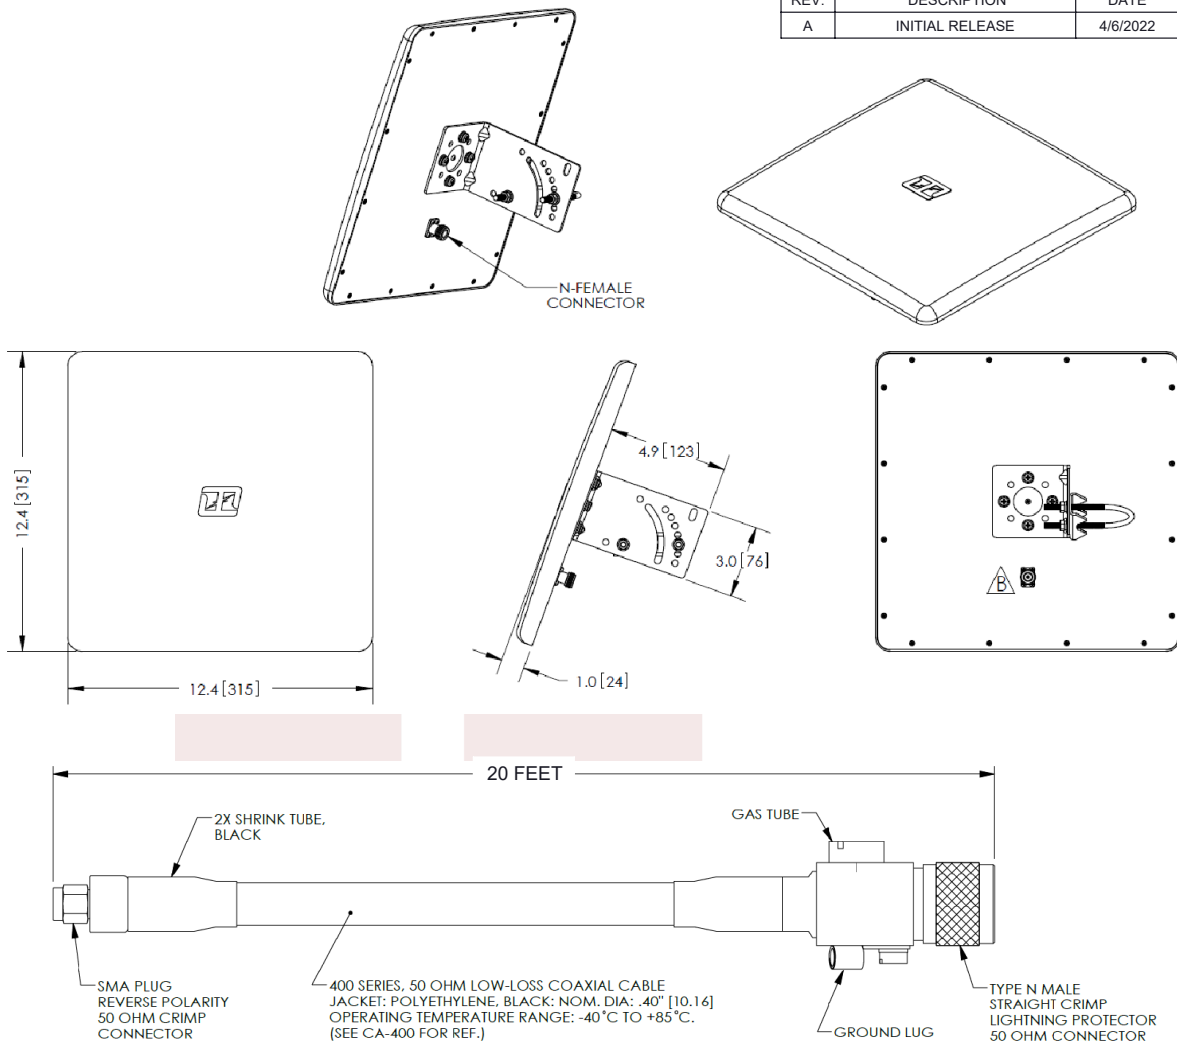 REV. DESCRIPTION DATE
A INITIAL RELEASE 4/6/2022
N-FEMALE
CONNECTOR
12.4 [315]
12.4 [315]
4.9 [123]
3.0 [76]
1.0 [24]
B
20 FEET
2X SHRINK TUBE,
BLACK
GAS TUBE
SMA PLUG
REVERSE POLARITY
50 OHM CRIMP
CONNECTOR
400 SERIES, 50 OHM LOW-LOSS COAXIAL CABLE
JACKET: POLYETHYLENE, BLACK: NOM. DIA: .40" [10.16]
OPERATING TEMPERATURE RANGE: -40°C TO +85°C.
(SEE CA-400 FOR REF.)
GROUND LUG
TYPE N MALE
STRAIGHT CRIMP
LIGHTNING PROTECTOR
50 OHM CONNECTOR